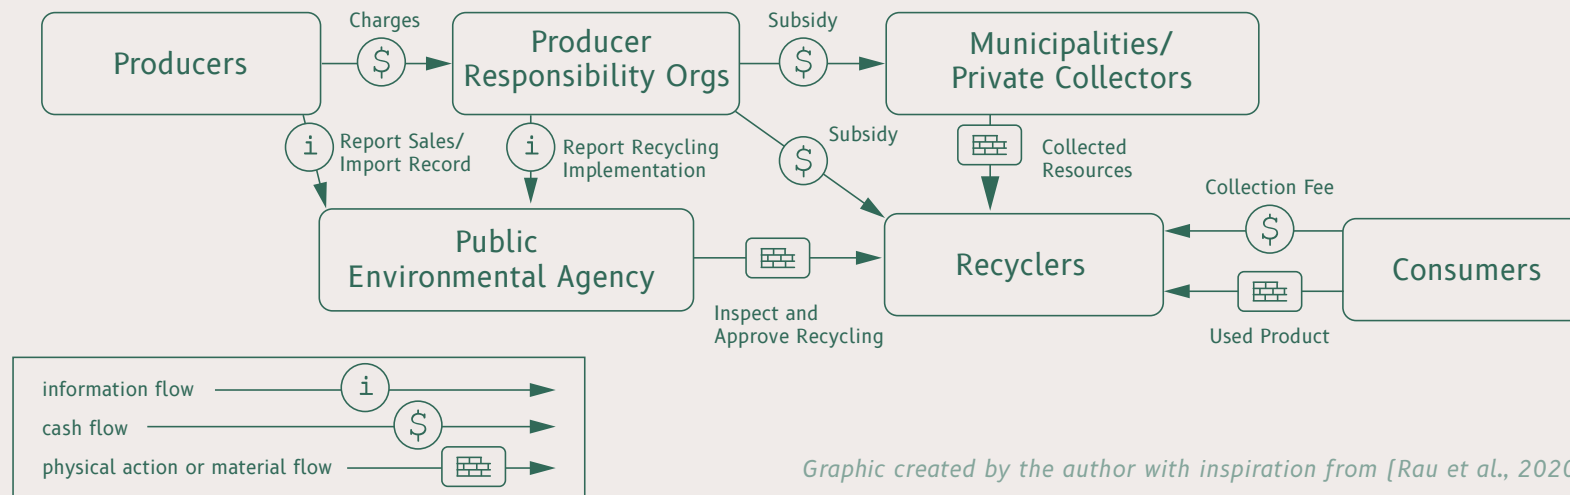 Charges
Subsidy
Producers
$
Producer
Responsibility Orgs
$
Municipalities/
Private Collectors
i
Report Sales/
Import Record
i
Report Recycling
Implementation
$
Subsidy
Collected
Resources
Collection Fee
$
Public
Environmental Agency
Recyclers
Consumers
Inspect and
Approve Recycling
Used Product
information flow
i
cash flow
$
physical action or material flow
Graphic created by the author with inspiration from [Rau et al., 2020